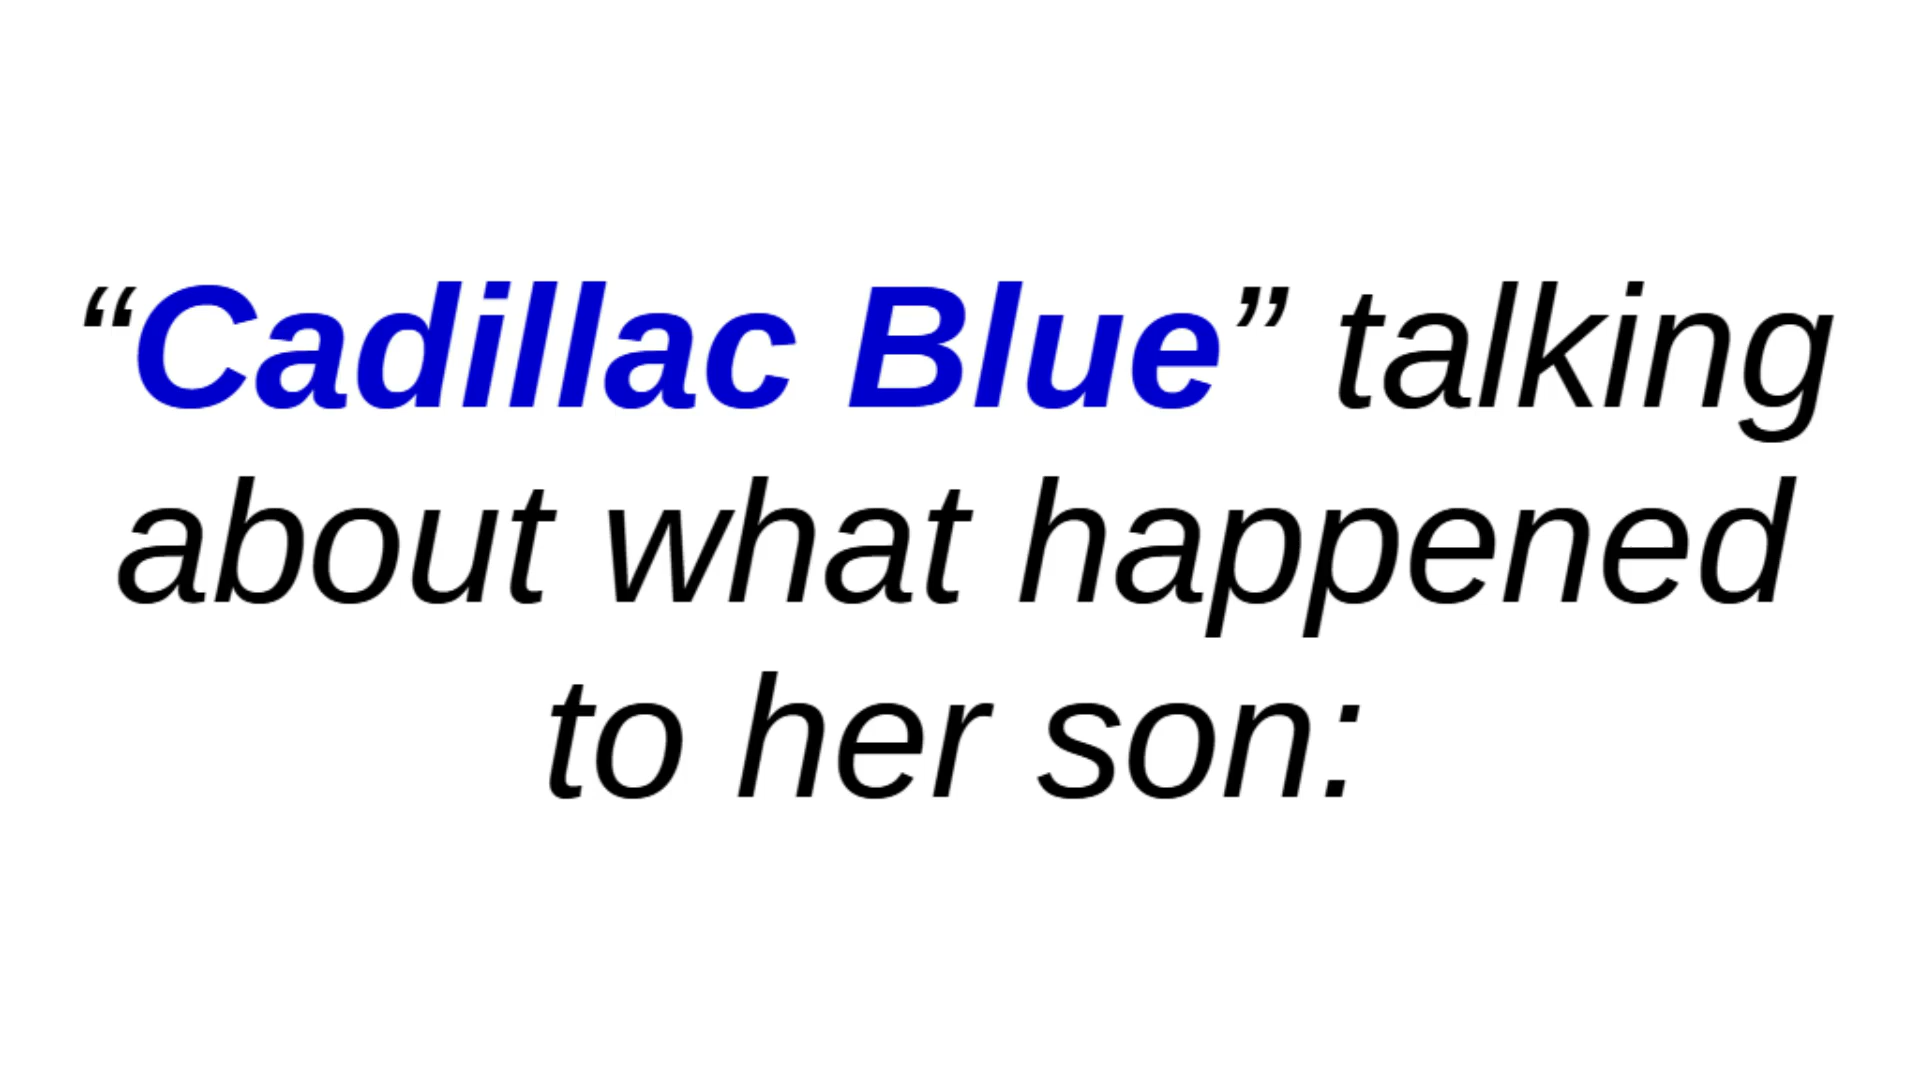 “Cadillac Blue” talking
about what happened
to her son: